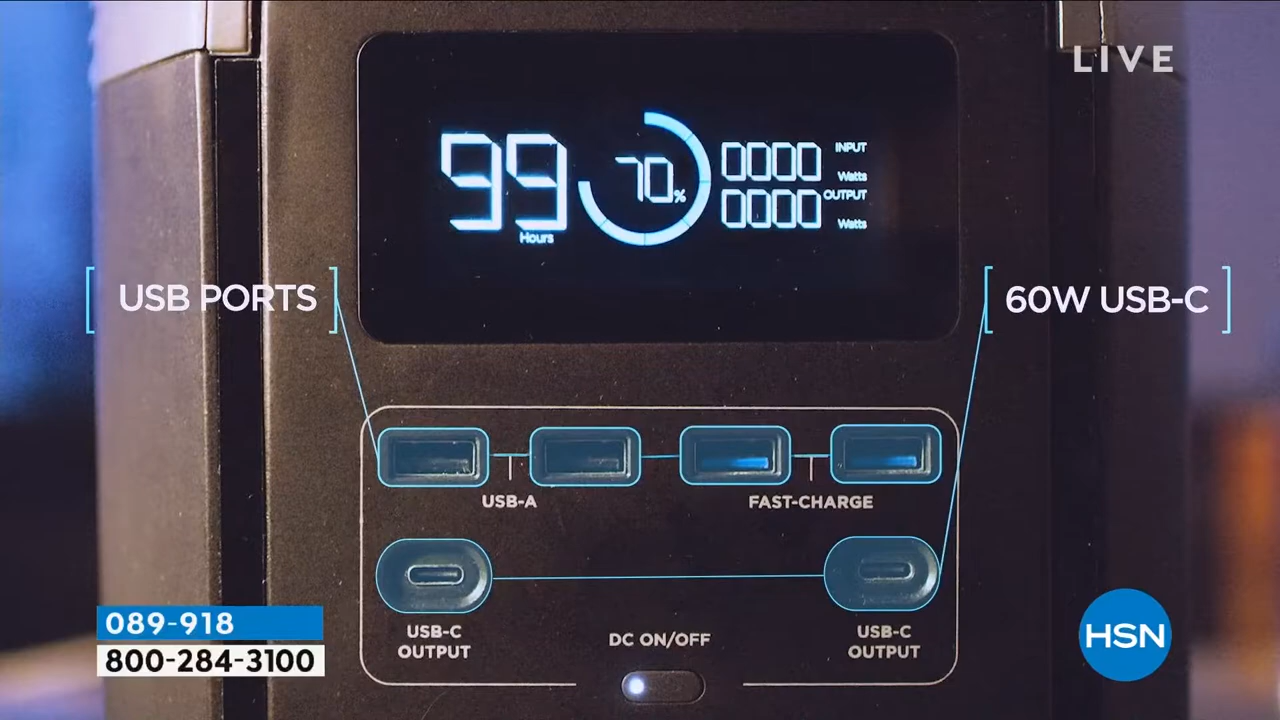 LIVE
99
Hours
70%
0000
INPUT
Watts
0000
OUTPUT
Watts
USB PORTS
60W USB-C
USB-A
FAST-CHARGE
USB-C
OUTPUT
DC ON/OFF
USB-C
OUTPUT
089-918
800-284-3100
HSN